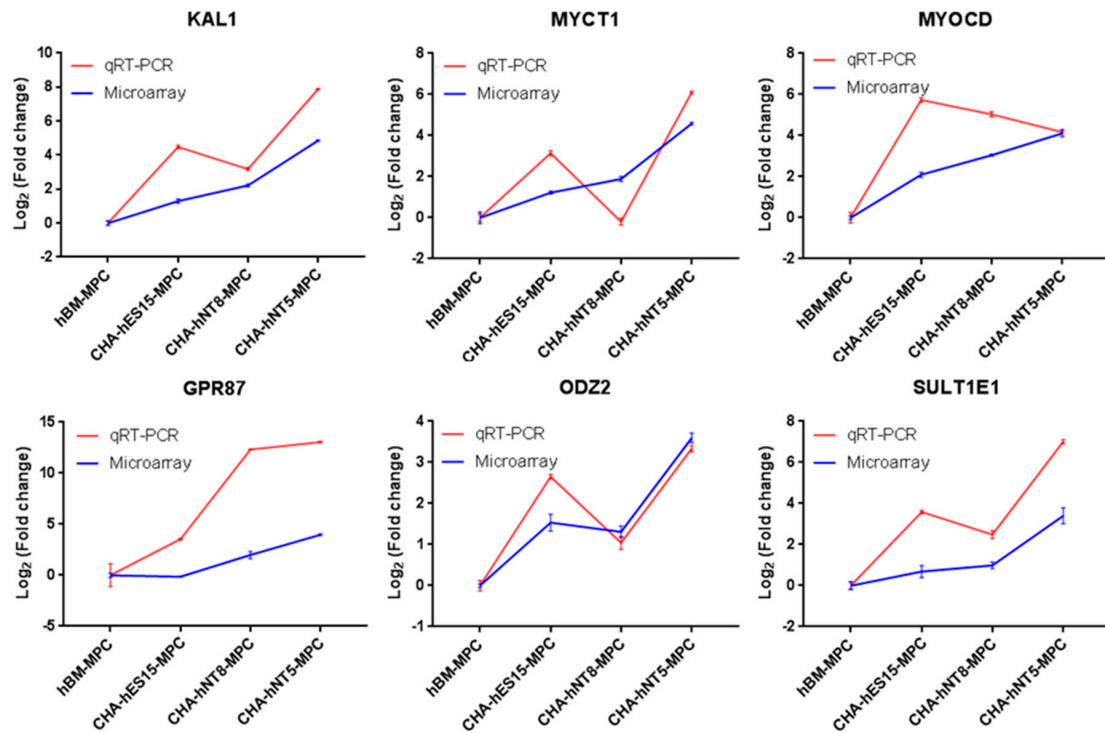 KAL1
Log2 (Fold change)
10
8
6
4
2
0
-2
qRT-PCR
Microarray
hBM-MPC
CHA-hES15-MPC
CHA-hNT8-MPC
CHA-hNT5-MPC
MYCT1
Log2 (Fold change)
8
6
4
2
0
-2
qRT-PCR
Microarray
hBM-MPC
CHA-hES15-MPC
CHA-hNT8-MPC
CHA-hNT5-MPC
MYOCD
Log2 (Fold change)
8
6
4
2
0
-2
qRT-PCR
Microarray
hBM-MPC
CHA-hES15-MPC
CHA-hNT8-MPC
CHA-hNT5-MPC
GPR87
Log2 (Fold change)
15
10
5
0
-5
qRT-PCR
Microarray
hBM-MPC
CHA-hES15-MPC
CHA-hNT8-MPC
CHA-hNT5-MPC
ODZ2
Log2 (Fold change)
4
3
2
1
0
-1
qRT-PCR
Microarray
hBM-MPC
CHA-hES15-MPC
CHA-hNT8-MPC
CHA-hNT5-MPC
SULT1E1
Log2 (Fold change)
8
6
4
2
0
-2
qRT-PCR
Microarray
hBM-MPC
CHA-hES15-MPC
CHA-hNT8-MPC
CHA-hNT5-MPC